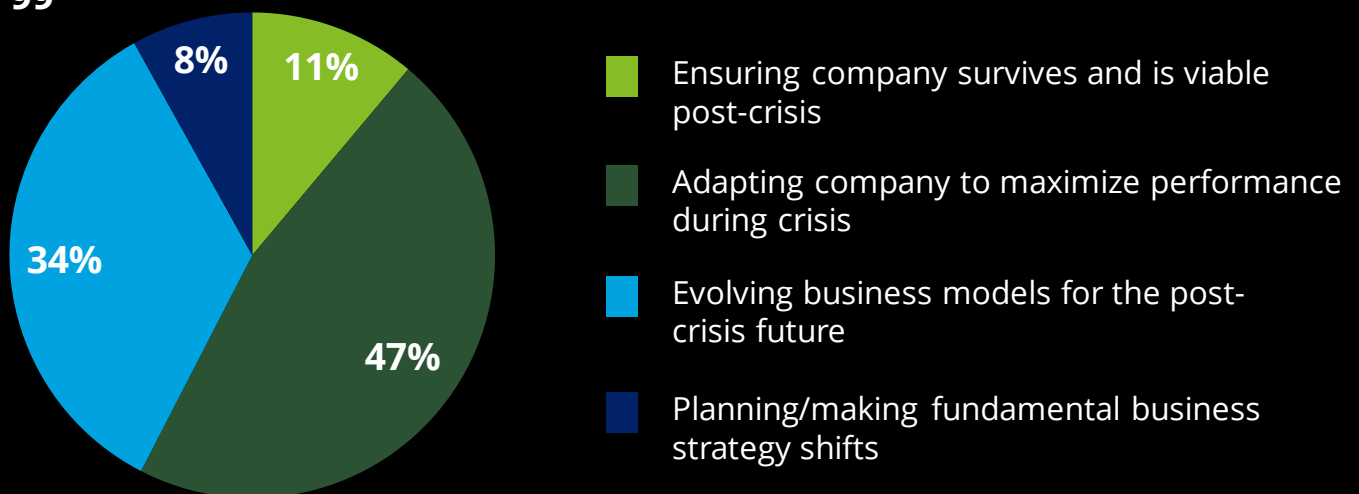 99
8%
11%
34%
47%
Ensuring company survives and is viable
post-crisis
Adapting company to maximize performance
during crisis
Evolving business models for the post-
crisis future
Planning/making fundamental business
strategy shifts